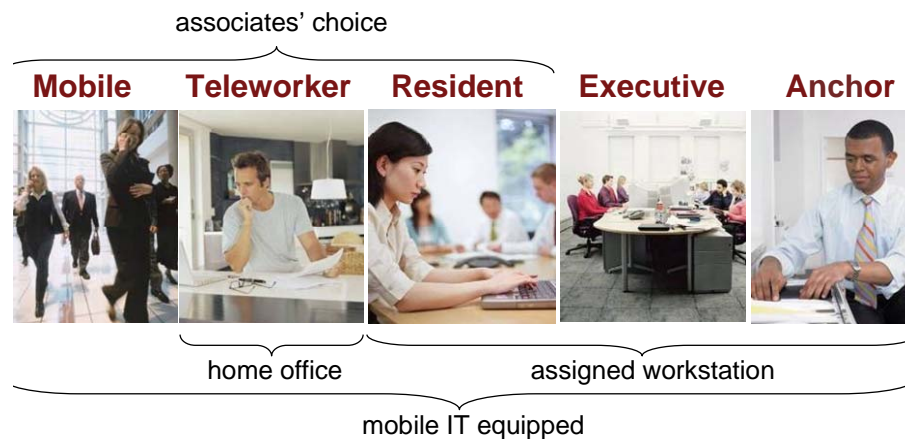 associates’ choice
Mobile Teleworker Resident Executive Anchor
home office assigned workstation
mobile IT equipped